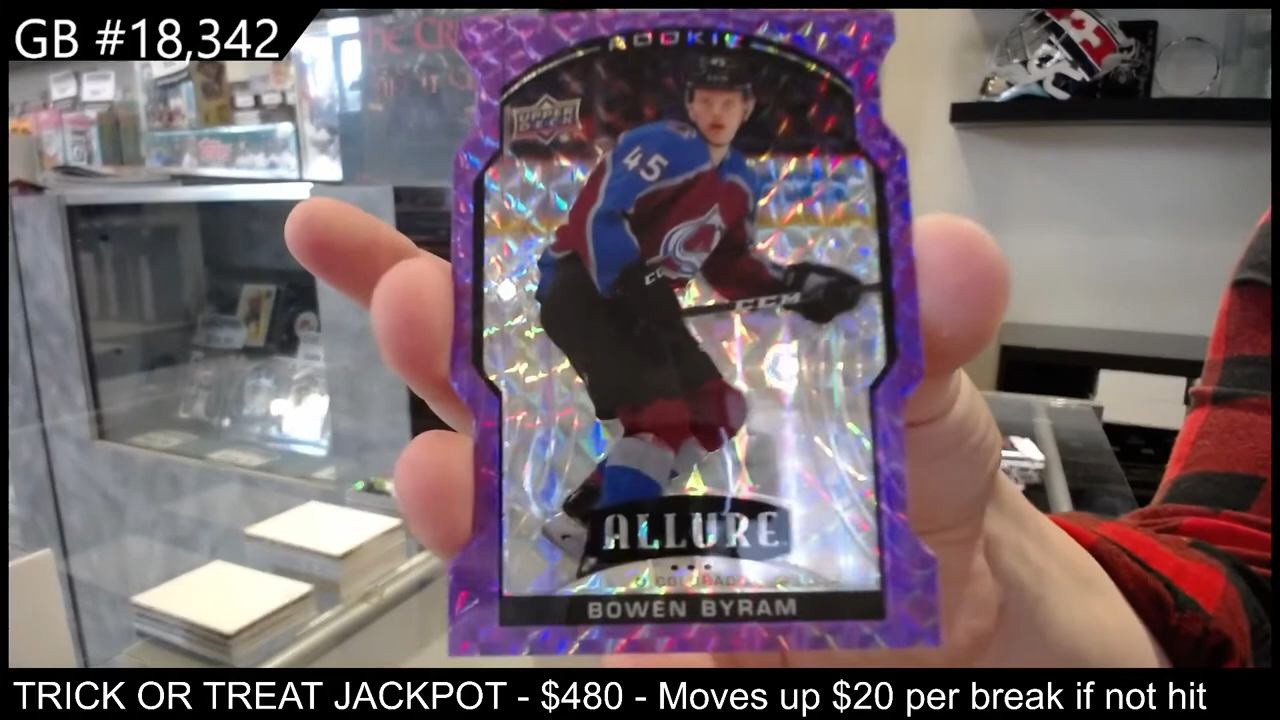 GB #18,342
ROOKIE
UPPER DECK
45
CCM
ALLURE
COLORADO
BOWEN BYRAM
TRICK OR TREAT JACKPOT - $480 - Moves up $20 per break if not hit